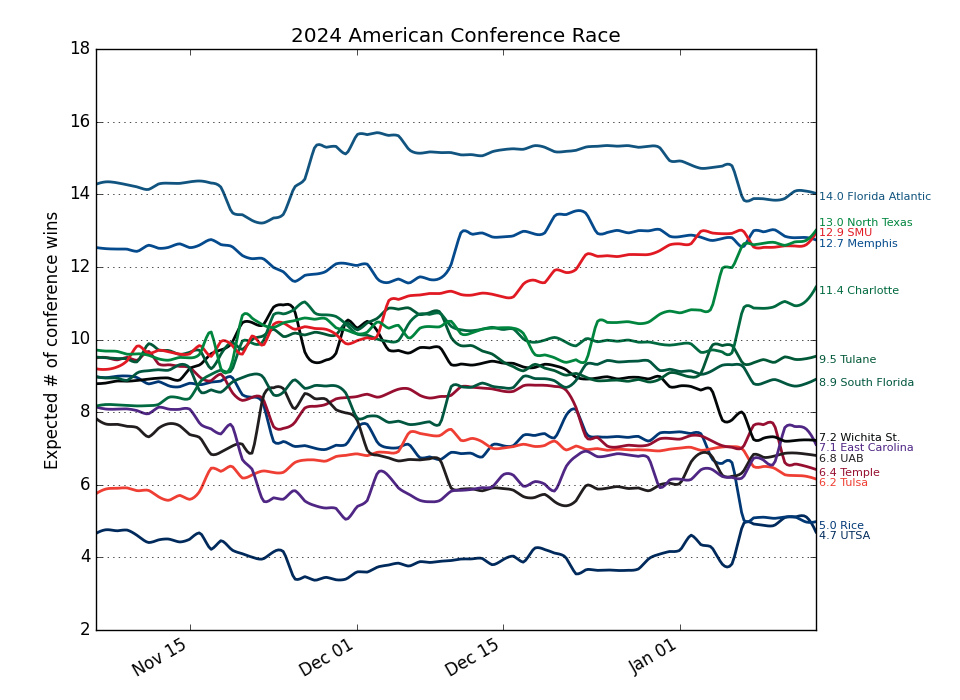 2024 American Conference Race
Expected # of conference wins
18
16
14
12
10
8
6
4
2
Nov 15
Dec 01
Dec 15
Jan 01
14.0 Florida Atlantic
13.0 North Texas
12.9 SMU
12.7 Memphis
11.4 Charlotte
9.5 Tulane
8.9 South Florida
7.2 Wichita St.
7.1 East Carolina
6.8 UAB
6.4 Temple
6.2 Tulsa
5.0 Rice
4.7 UTSA